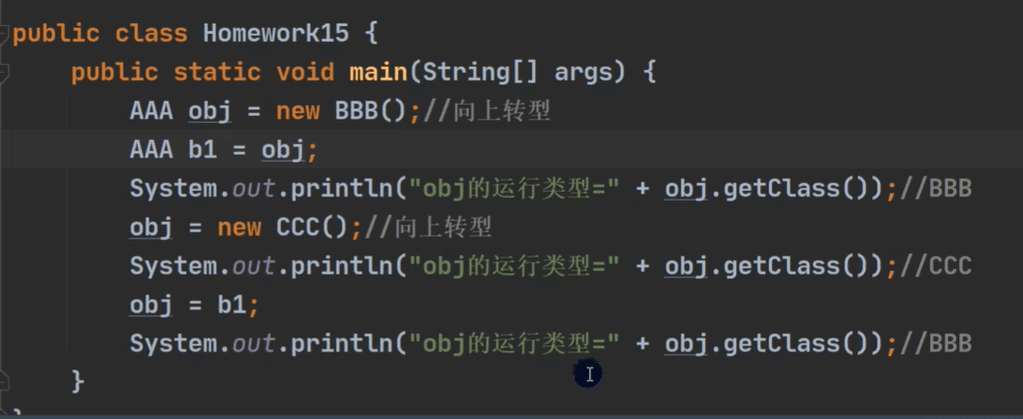 public class Homework15 {
public static void main(String[] args) {
AAA obj = new BBB();//向上转型
AAA b1 = obj;
System.out.println("obj的运行类型=" + obj.getClass());//BBB
obj = new CCC();//向上转型
System.out.println("obj的运行类型=" + obj.getClass());//CCC
obj = b1;
System.out.println("obj的运行类型=" + obj.getClass());//BBB
}
}